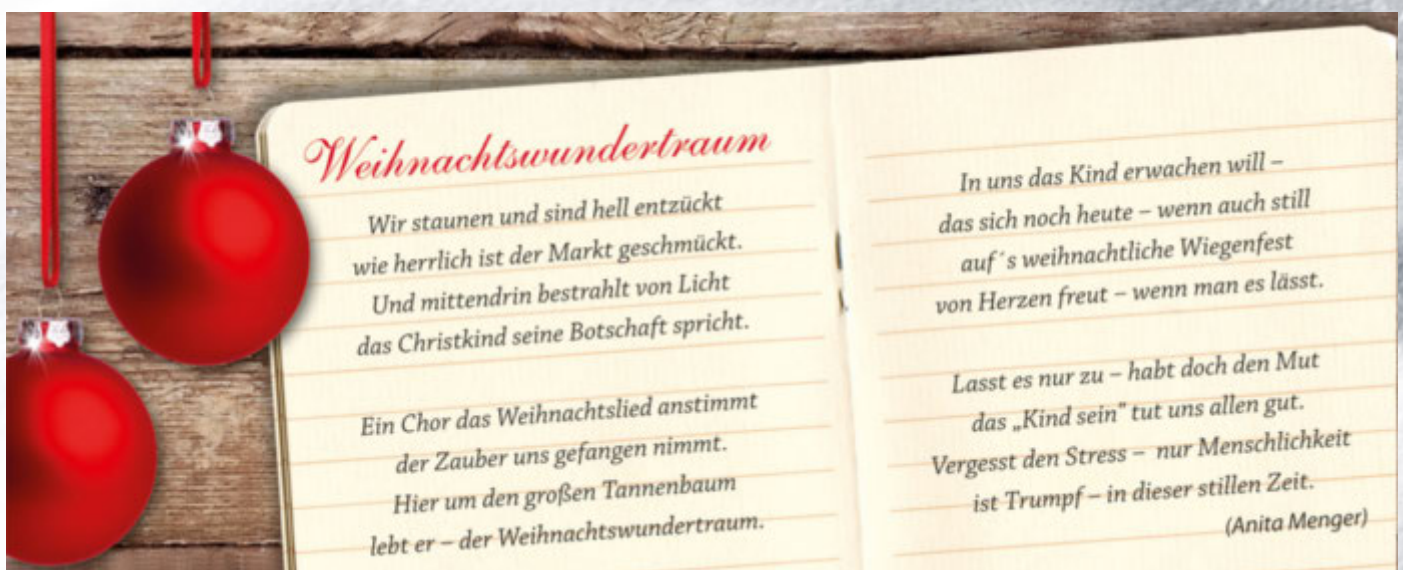 Weihnachtswundertraum
Wir staunen und sind hell entzückt
wie herrlich ist der Markt geschmückt.
Und mittendrin bestrahlt von Licht
das Christkind seine Botschaft spricht.
Ein Chor das Weihnachtslied anstimmt
der Zauber uns gefangen nimmt.
Hier um den großen Tannenbaum
lebt er – der Weihnachtswundertraum.
In uns das Kind erwachen will –
das sich noch heute – wenn auch still
auf´s weihnachtliche Wiegenfest
von Herzen freut – wenn man es lässt.
Lasst es nur zu – habt doch den Mut
das „Kind sein“ tut uns allen gut.
Vergesst den Stress – nur Menschlichkeit
ist Trumpf – in dieser stillen Zeit.
(Anita Menger)